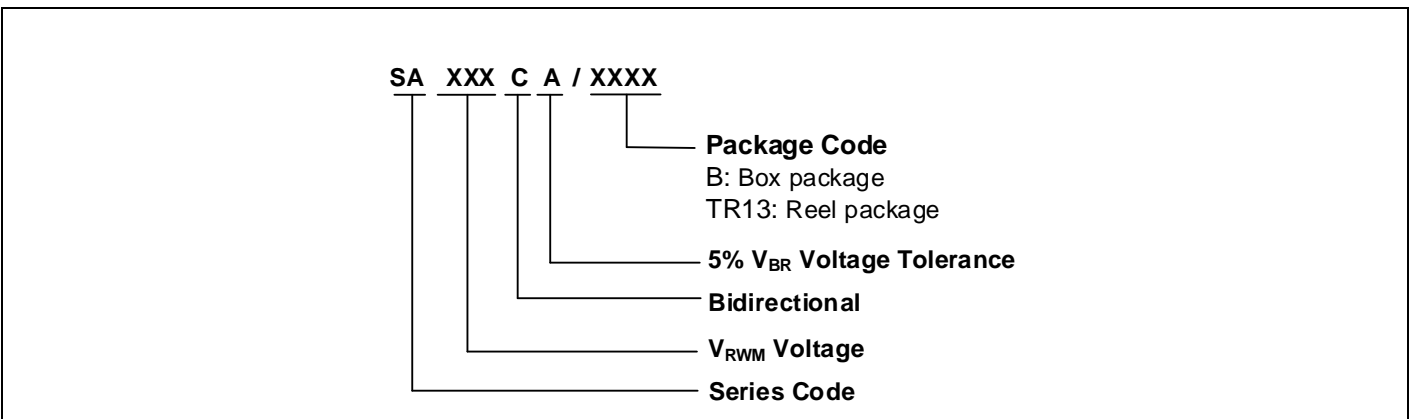 SA XXX C A / XXXX
Package Code
B: Box package
TR13: Reel package
5% VBR Voltage Tolerance
Bidirectional
VRWM Voltage
Series Code